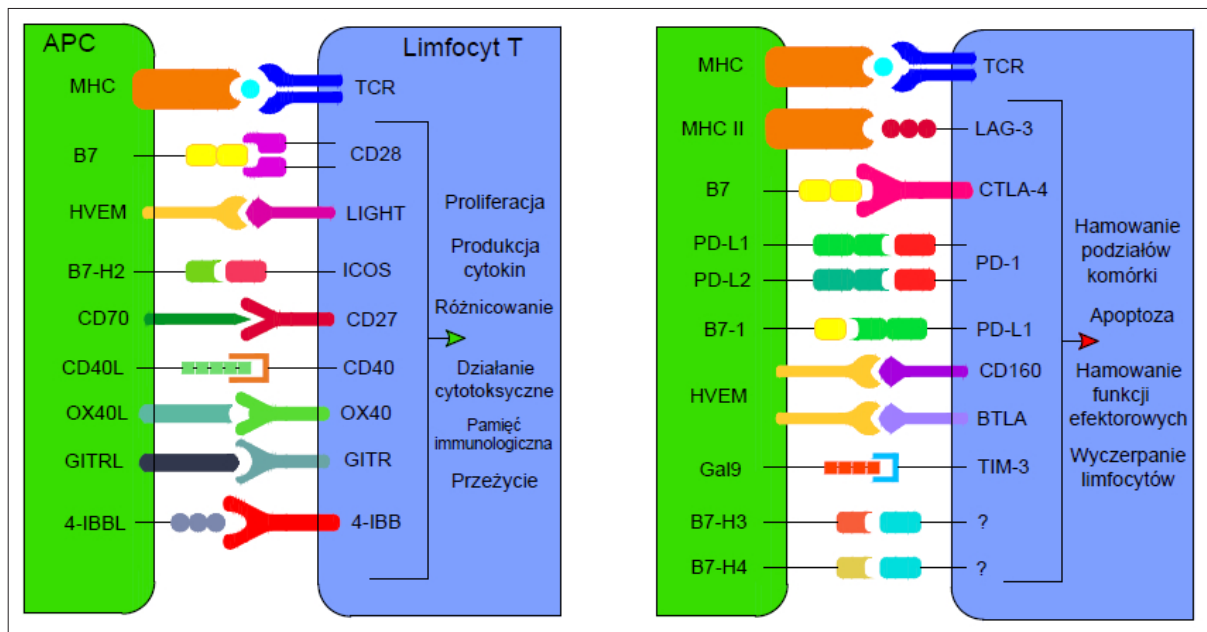 APC
Limfocyt T
MHC
TCR
B7
CD28
HVEM
LIGHT
B7-H2
ICOS
CD70
CD27
CD40L
CD40
OX40L
OX40
GITRL
GITR
4-IBBL
4-IBB
Proliferacja
Produkcja
cytokin
Różnicowanie
Działanie
cytotoksyczne
Pamięć
immunologiczna
Przeżycie
MHC
TCR
MHC II
LAG-3
B7
CTLA-4
PD-L1
PD-L2
PD-1
B7-1
PD-L1
HVEM
CD160
BTLA
Gal9
TIM-3
B7-H3
?
B7-H4
?
Hamowanie
podziałów
komórki
Apoptoza
Hamowanie
funkcji
efektorowych
Wyczerpanie
limfocytów